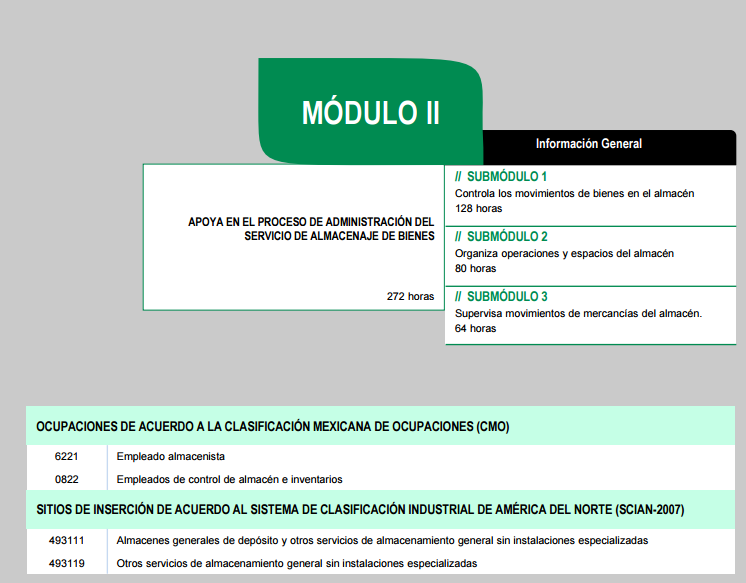 MÓDULO II
Información General
APOYA EN EL PROCESO DE ADMINISTRACIÓN DEL
SERVICIO DE ALMACENAJE DE BIENES
272 horas
// SUBMÓDULO 1
Controla los movimientos de bienes en el almacén
128 horas
// SUBMÓDULO 2
Organiza operaciones y espacios del almacén
80 horas
// SUBMÓDULO 3
Supervisa movimientos de mercancías del almacén.
64 horas
OCUPACIONES DE ACUERDO A LA CLASIFICACIÓN MEXICANA DE OCUPACIONES (CMO)
6221 Empleado almacenista
0822 Empleados de control de almacén e inventarios
SITIOS DE INSERCIÓN DE ACUERDO AL SISTEMA DE CLASIFICACIÓN INDUSTRIAL DE AMÉRICA DEL NORTE (SCIAN-2007)
493111 Almacenes generales de depósito y otros servicios de almacenamiento general sin instalaciones especializadas
493119 Otros servicios de almacenamiento general sin instalaciones especializadas